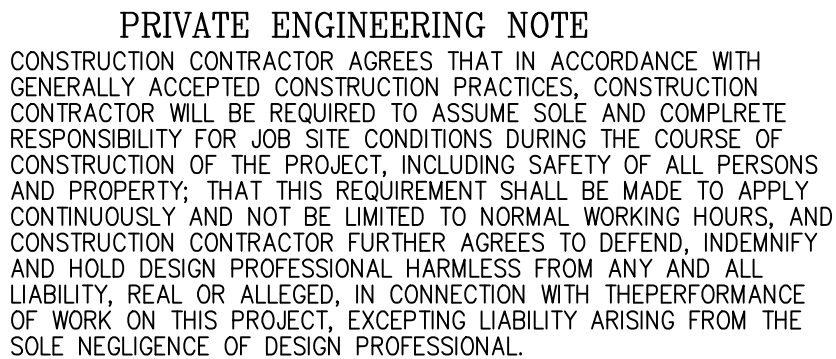 PRIVATE ENGINEERING NOTE
CONSTRUCTION CONTRACTOR AGREES THAT IN ACCORDANCE WITH
GENERALLY ACCEPTED CONSTRUCTION PRACTICES, CONSTRUCTION
CONTRACTOR WILL BE REQUIRED TO ASSUME SOLE AND COMPLRETE
RESPONSIBILITY FOR JOB SITE CONDITIONS DURING THE COURSE OF
CONSTRUCTION OF THE PROJECT, INCLUDING SAFETY OF ALL PERSONS
AND PROPERTY; THAT THIS REQUIREMENT SHALL BE MADE TO APPLY
CONTINUOUSLY AND NOT BE LIMITED TO NORMAL WORKING HOURS, AND
CONSTRUCTION CONTRACTOR FURTHER AGREES TO DEFEND, INDEMNIFY
AND HOLD DESIGN PROFESSIONAL HARMLESS FROM ANY AND ALL
LIABILITY, REAL OR ALLEGED, IN CONNECTION WITH THEPERFORMANCE
OF WORK ON THIS PROJECT, EXCEPTING LIABILITY ARISING FROM THE
SOLE NEGLIGENCE OF DESIGN PROFESSIONAL.